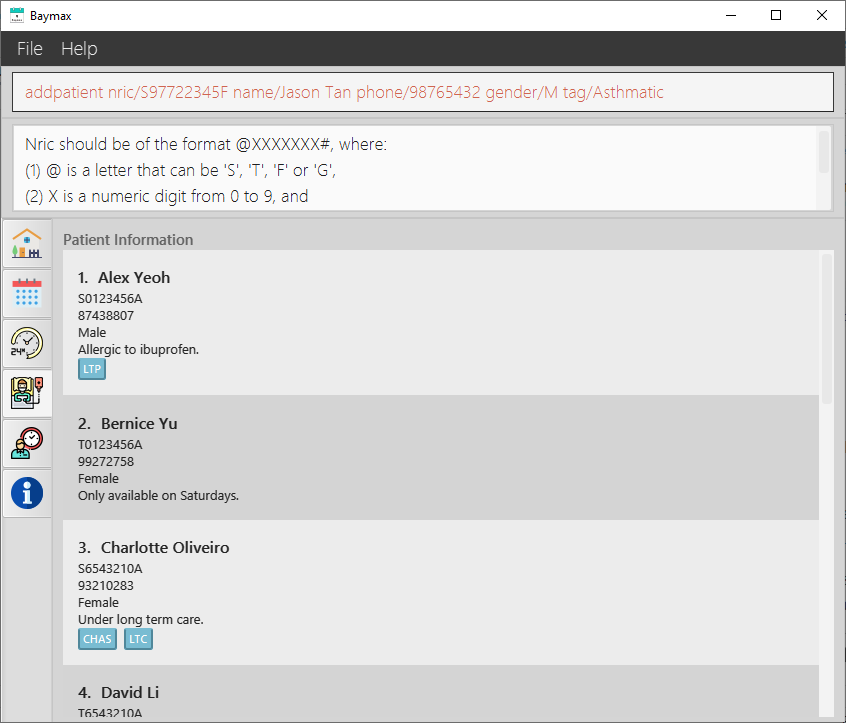 Baymax
File Help
addpatient nric/S97722345F name/Jason Tan phone/98765432 gender/M tag/Asthmatic
Nric should be of the format @XXXXXXX#, where:
(1) @ is a letter that can be 'S', 'T', 'F' or 'G',
(2) X is a numeric digit from 0 to 9, and
Patient Information
1. Alex Yeoh
S0123456A
87438807
Male
Allergic to ibuprofen.
LTP
2. Bernice Yu
T0123456A
99272758
Female
Only available on Saturdays.
3. Charlotte Oliveiro
S6543210A
93210283
Female
Under long term care.
CHAS LTC
4. David Li
T6543210A